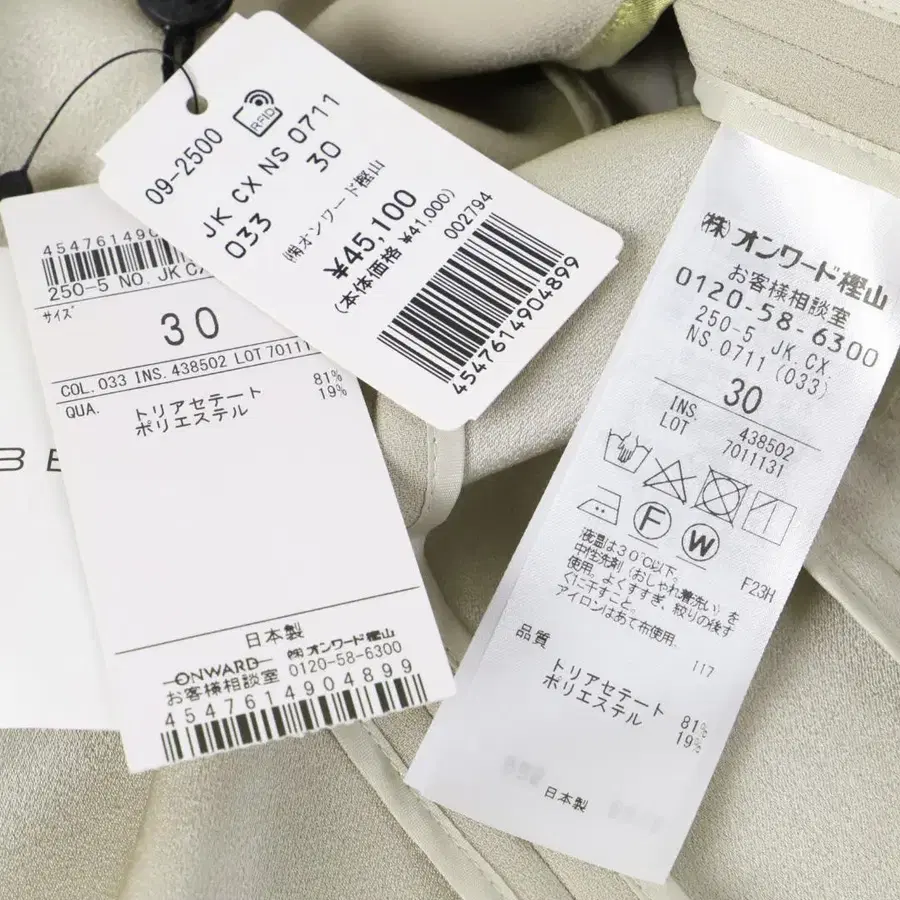 09-2500
RFID
JK CX NS 0711
033 30
㈱オンワード樫山
¥45,100
(本体価格 ¥41,000)
002794
4547614904899
250-5 NO. JK CX
サイズ
30
COL. 033 INS. 438502 LOT 70111
QUA.
トリアセテート 81%
ポリエステル 19%
日本製
ONWARD ㈱オンワード樫山
お客様相談室 0120-58-6300
4547614904899
BE
㈱オンワード樫山
お客様相談室
0120-58-6300
250-5 JK. CX
NS. 0711 (033)
30
INS. 438502
LOT 7011131
F
W
F23H
液温は30℃以下。
中性洗剤(おしゃれ着洗い)を
使用。よくすすぎ、絞りの後す
ぐに干すこと。
アイロンはあて布使用。
品質 117
トリアセテート 81%
ポリエステル 19%
日本製